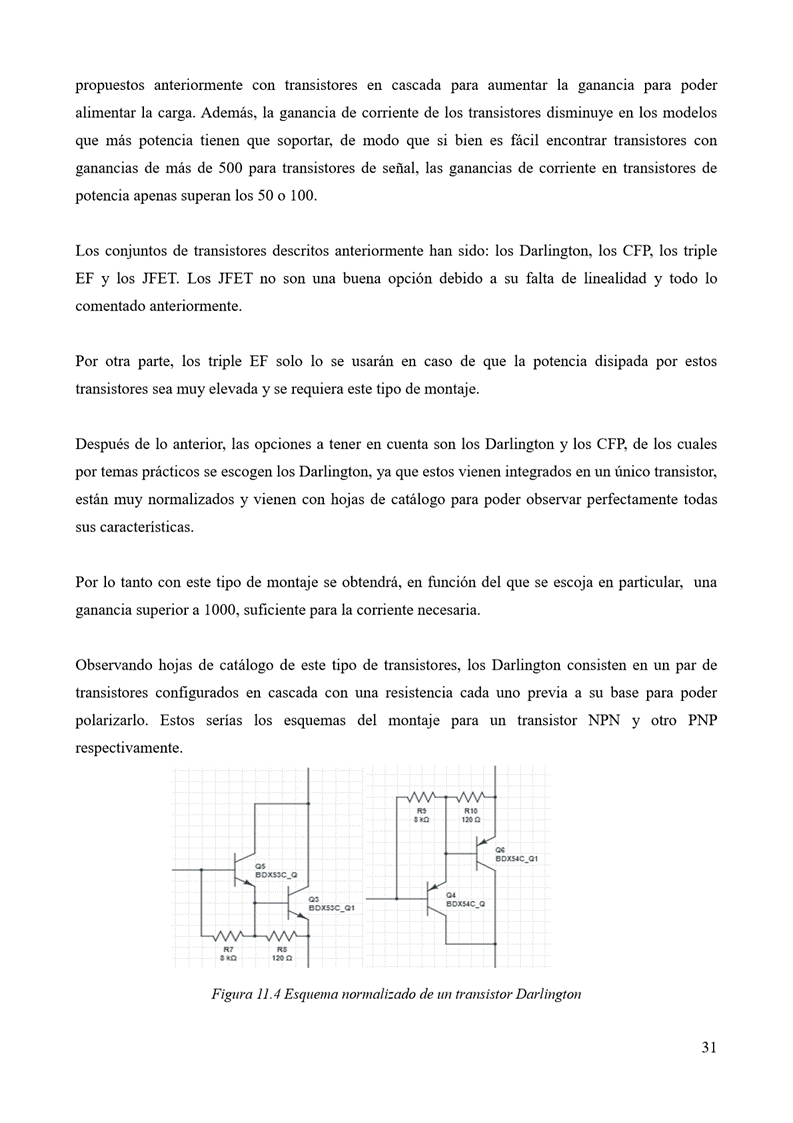 propuestos anteriormente con transistores en cascada para aumentar la ganancia para poder
alimentar la carga. Además, la ganancia de corriente de los transistores disminuye en los modelos
que más potencia tienen que soportar, de modo que si bien es fácil encontrar transistores con
ganancias de más de 500 para transistores de señal, las ganancias de corriente en transistores de
potencia apenas superan los 50 o 100.
Los conjuntos de transistores descritos anteriormente han sido: los Darlington, los CFP, los triple
EF y los JFET. Los JFET no son una buena opción debido a su falta de linealidad y todo lo
comentado anteriormente.
Por otra parte, los triple EF solo lo se usarán en caso de que la potencia disipada por estos
transistores sea muy elevada y se requiera este tipo de montaje.
Después de lo anterior, las opciones a tener en cuenta son los Darlington y los CFP, de los cuales
por temas prácticos se escogen los Darlington, ya que estos vienen integrados en un único transistor,
están muy normalizados y vienen con hojas de catálogo para poder observar perfectamente todas
sus características.
Por lo tanto con este tipo de montaje se obtendrá, en función del que se escoja en particular, una
ganancia superior a 1000, suficiente para la corriente necesaria.
Observando hojas de catálogo de este tipo de transistores, los Darlington consisten en un par de
transistores configurados en cascada con una resistencia cada uno previa a su base para poder
polarizarlo. Estos serías los esquemas del montaje para un transistor NPN y otro PNP
respectivamente.
Q5
BDX53C_Q
Q3
BDX53C_Q1
R7
8 kΩ
R8
120 Ω
R9
8 kΩ
R10
120 Ω
Q6
BDX54C_Q1
Q4
BDX54C_Q
Figura 11.4 Esquema normalizado de un transistor Darlington
31